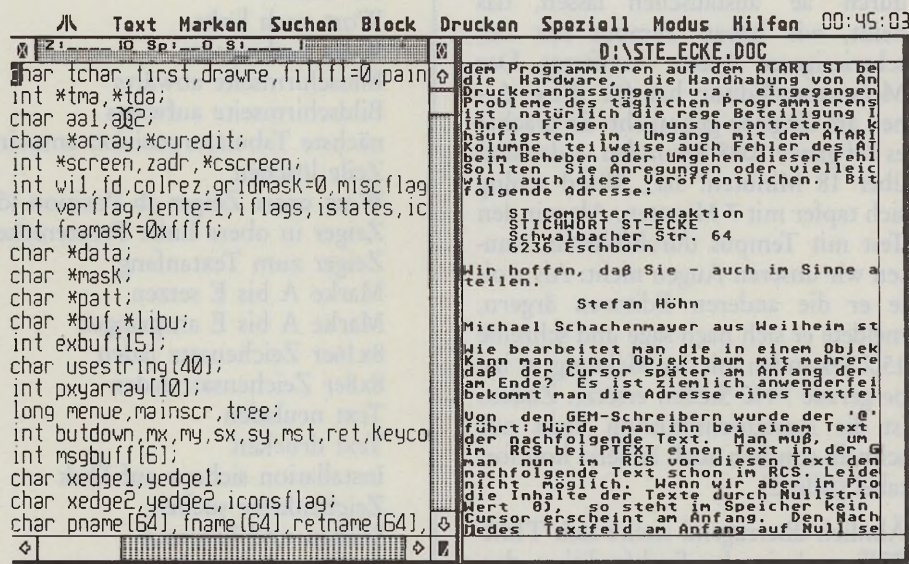 Text Marken Suchen Block Drucken Spezial Modus Hilfen 00:45:03
Z:____ 10 Sp:__0 S:____ 1
har tchar,first,drawre,fillfl=0,pain
int *tma,*tda;
char aa1,aa2;
char *array,*curedit;
int *screen,zadr,*cscreen;
int wi1,fd,colrez,gridmask=0,miscflag
int verflag,lente=1,iflags,istates,ic
int framask=0xffff;
char *data;
char *mask;
char *patt;
char *buf,*libu;
int exbuf[15];
char usestring[40];
int pxyarray[10];
long menue,mainscr,tree;
int butdown,mx,my,sx,sy,mst,ret,keyco
int msgbuff[6];
char xedge1,yedge1;
char xedge2,yedge2,iconsflag;
char pname[64],fname[64],retname[64],
D:\STE_ECKE.DOC
dem Programmieren auf dem ATARI ST be
die Hardware, die Handhabung von An
Druckeranpassungen u.v.a. eingegangen
Probleme des täglichen Programmierens
ist natürlich die rege Beteiligung I
Ihre Fragen an uns herantreten.
häufigsten im Umgang mit dem ATARI
Kolumne teilweise auch Fehler des AT
beim Beheben oder Umgehen dieser Fehl
Sollten Sie Anregungen oder vielleic
wir auch diese Veröffentlichen ! Bit
folgende Adresse:
ST-Computer-Redaktion
STICHWORT ST-ECKE
Schwalbacher Str. 64
6236 Eschborn
Wir hoffen, daß Sie - auch im Sinne a
teilen.
Stefan Höhn
Michael Schachenmayer aus Weilheim st
Wie bearbeitet man die in einem Objek
Kann man einen Objektbaum mit mehrere
daß der Cursor später am Anfang der
am Ende? Es ist ziemlich anwenderfei
bekommt man die Adresse eines Unterme
Von den GEM-Schreibern wurde der '@
führt: Würde man ihn bei einem Text
der nachfolgende Text. Man muß, um
im RCS bei PTEXT einen Text in der G
man nun im RCS vor diesen Text den
nachfolgende Text schon im RCS. Leide
nicht möglich. Wenn wir aber im Pro
die Inhalte der Texte durch Nullstrin
Wert 0), so steht im Speicher kein
Cursor erscheint am Anfang. Den Nach
jedes Textfeld am Anfang auf Null se